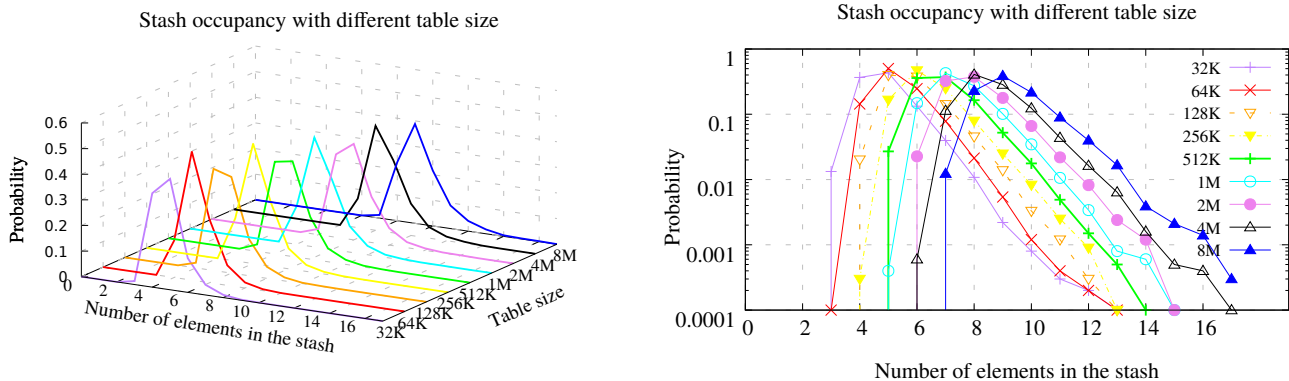 Stash occupancy with different table size
0.6
0.5
0.4
0.3
0.2
0.1
0
Probability
0 2 4 6 8 10 12 14 16
Number of elements in the stash
32K
64K
128K
256K
512K
1M
2M
4M
8M
Table size
Stash occupancy with different table size
1
0.1
0.01
0.001
0.0001
Probability
32K
64K
128K
256K
512K
1M
2M
4M
8M
0 2 4 6 8 10 12 14 16
Number of elements in the stash